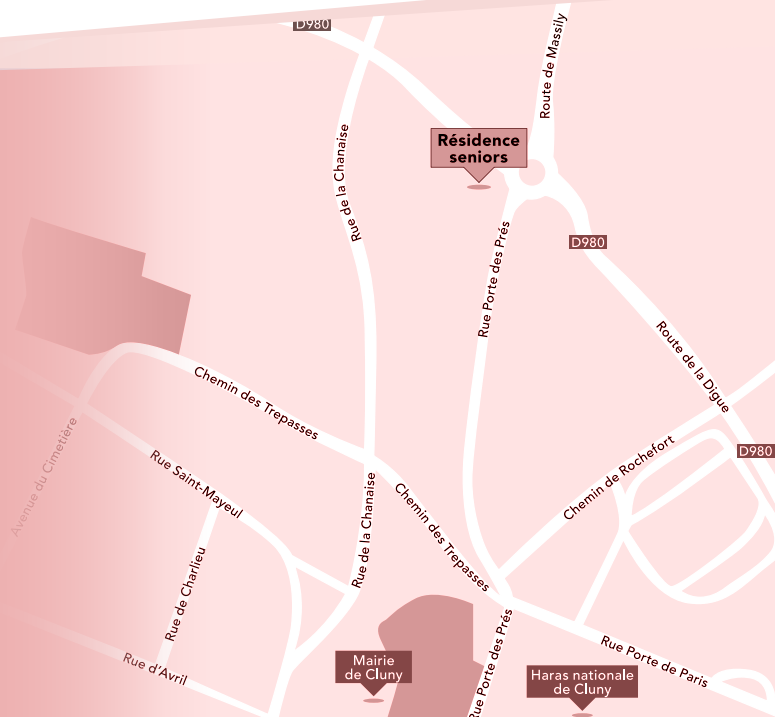 D980
Route de Massily
Résidence
seniors
Rue de la Chanaise
Rue Porte des Prés
D980
Route de la Digue
Chemin des Trepasses
Avenue du Cimetière
Rue Saint-Mayeul
Chemin de Rochefort
D980
Rue de la Chanaise
Chemin des Trepasses
Rue de Charlieu
Rue d'Avril
Mairie
de Cluny
Rue Porte des Prés
Rue Porte de Paris
Haras nationale
de Cluny